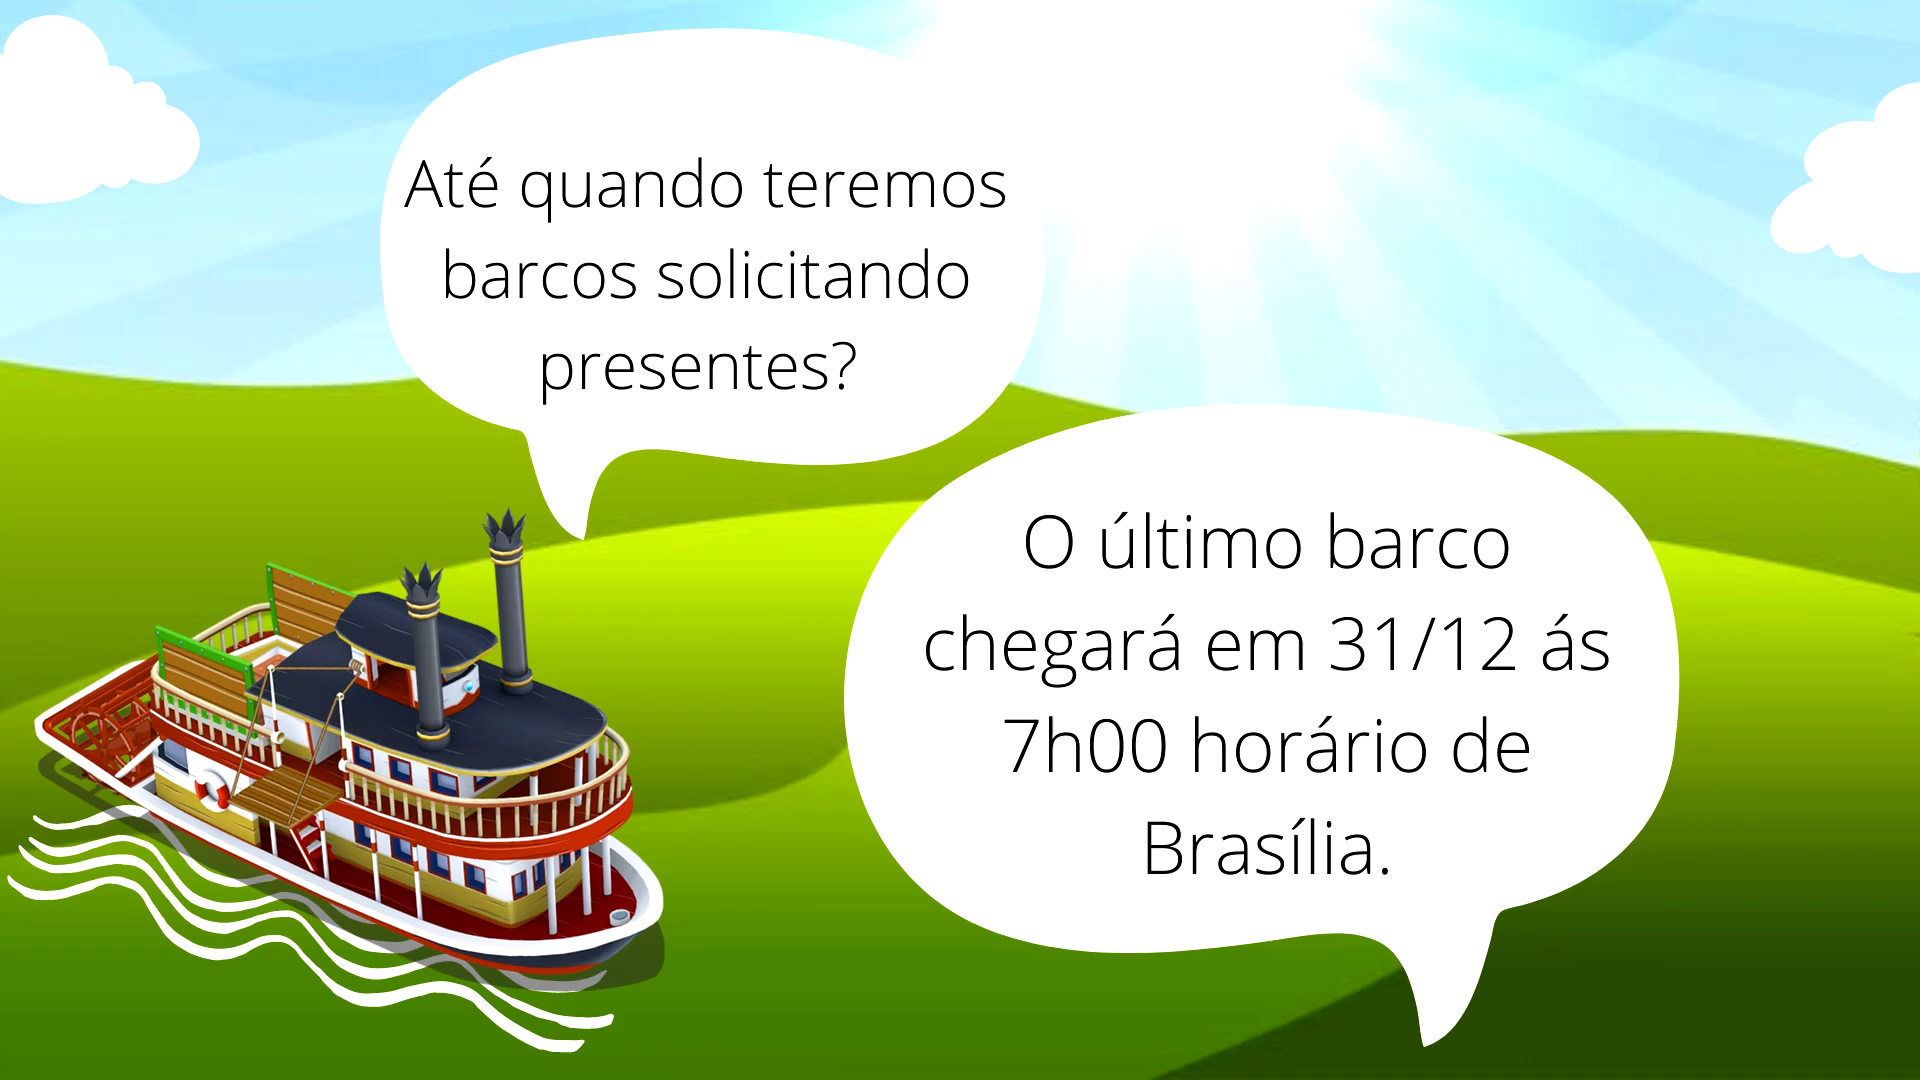 Até quando teremos
barcos solicitando
presentes?
O último barco
chegará em 31/12 ás
7h00 horário de
Brasília.